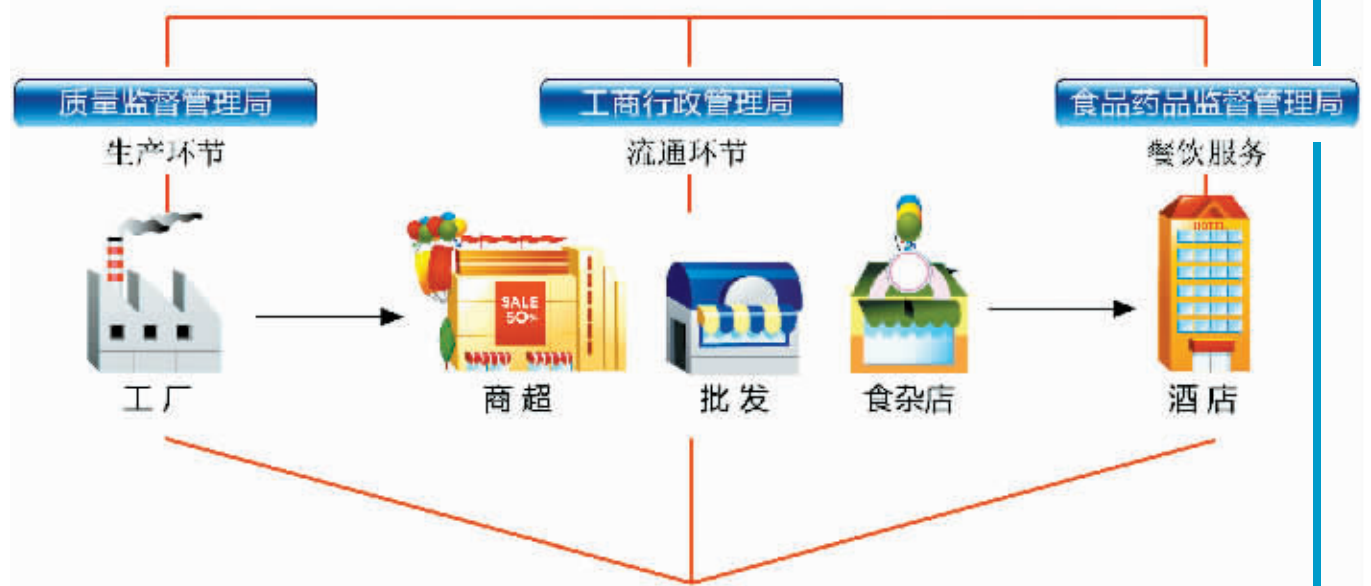 质量监督管理局
工商行政管理局
食品药品监督管理局
生产环节
流通环节
餐饮服务
HOTEL
SALE
50%
工厂
商超
批发
食杂店
酒店